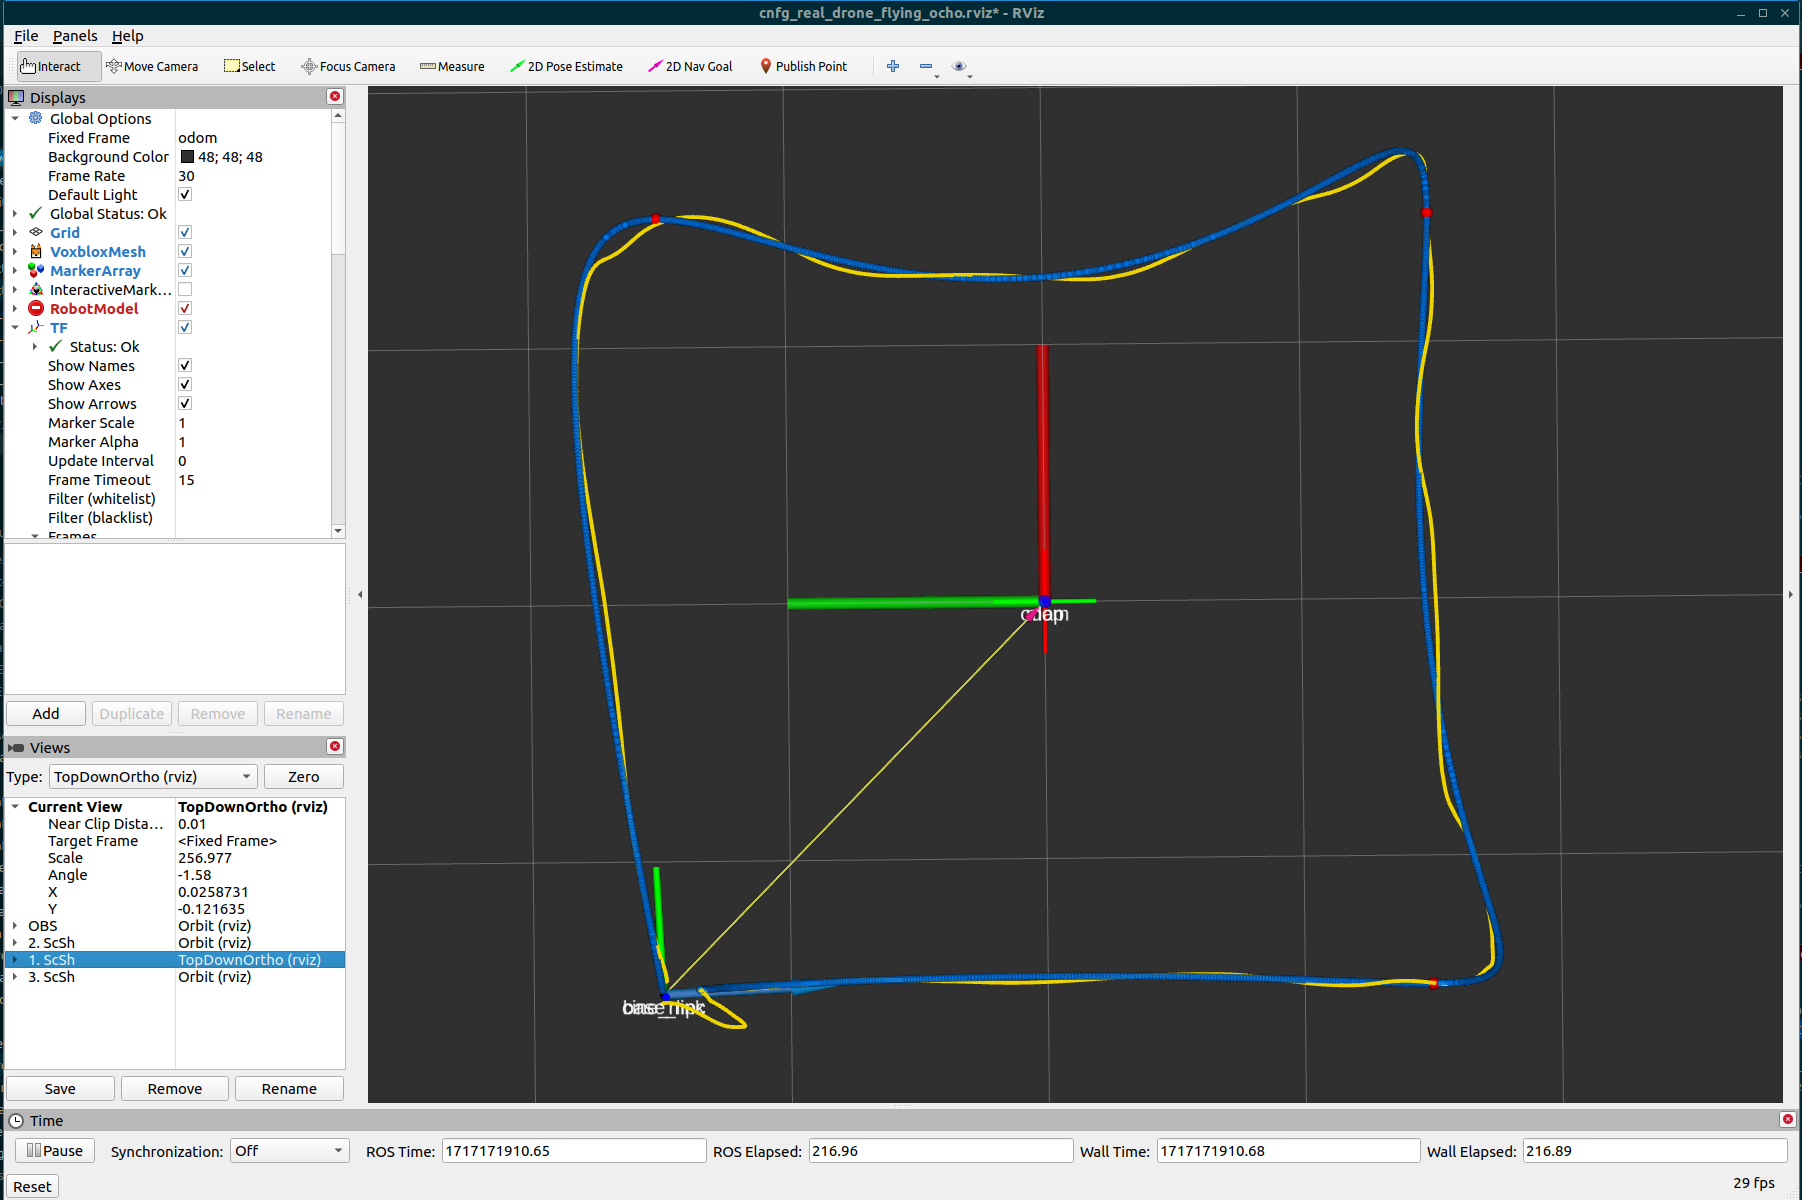 cnfg_real_drone_flying_ocho.rviz* - RViz
File Panels Help
Interact Move Camera Select Focus Camera Measure 2D Pose Estimate 2D Nav Goal Publish Point
Displays
Global Options
Fixed Frame odom
Background Color 48; 48; 48
Frame Rate 30
Default Light
Global Status: Ok
Grid
VoxbloxMesh
MarkerArray
InteractiveMark...
RobotModel
TF
Status: Ok
Show Names
Show Axes
Show Arrows
Marker Scale 1
Marker Alpha 1
Update Interval 0
Frame Timeout 15
Filter (whitelist)
Filter (blacklist)
Frames
Add Duplicate Remove Rename
Views
Type: TopDownOrtho (rviz) Zero
Current View TopDownOrtho (rviz)
Near Clip Dista... 0.01
Target Frame <Fixed Frame>
Scale 256.977
Angle -1.58
X 0.0258731
Y -0.121635
OBS Orbit (rviz)
2. ScSh Orbit (rviz)
1. ScSh TopDownOrtho (rviz)
3. ScSh Orbit (rviz)
Save Remove Rename
Time
Pause Synchronization: Off ROS Time: 1717171910.65 ROS Elapsed: 216.96 Wall Time: 1717171910.68 Wall Elapsed: 216.89
Reset 29 fps